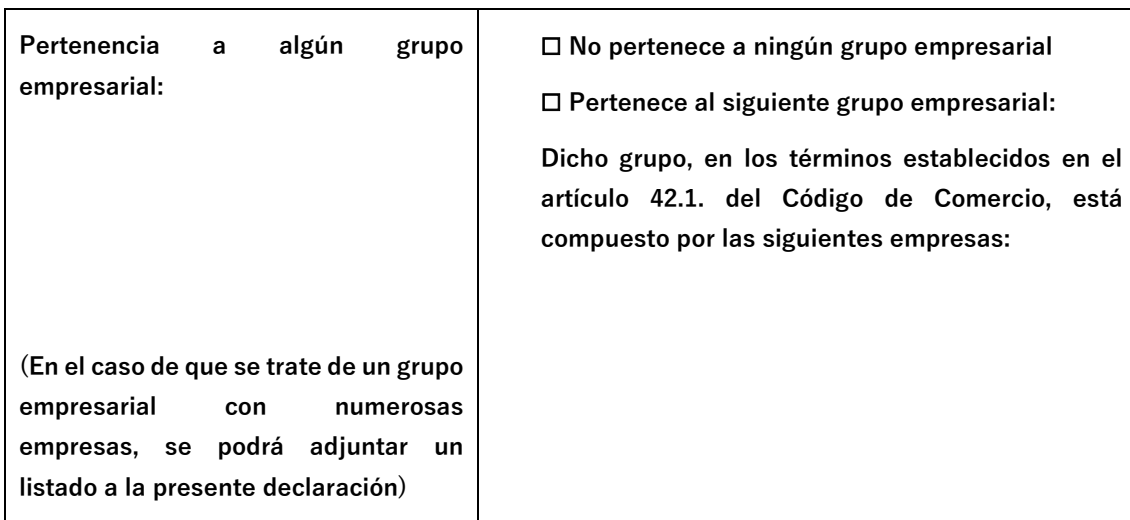 Pertenencia a algún grupo
empresarial:
(En el caso de que se trate de un grupo
empresarial con numerosas
empresas, se podrá adjuntar un
listado a la presente declaración)
☐ No pertenece a ningún grupo empresarial
☐ Pertenece al siguiente grupo empresarial:
Dicho grupo, en los términos establecidos en el
artículo 42.1. del Código de Comercio, está
compuesto por las siguientes empresas: